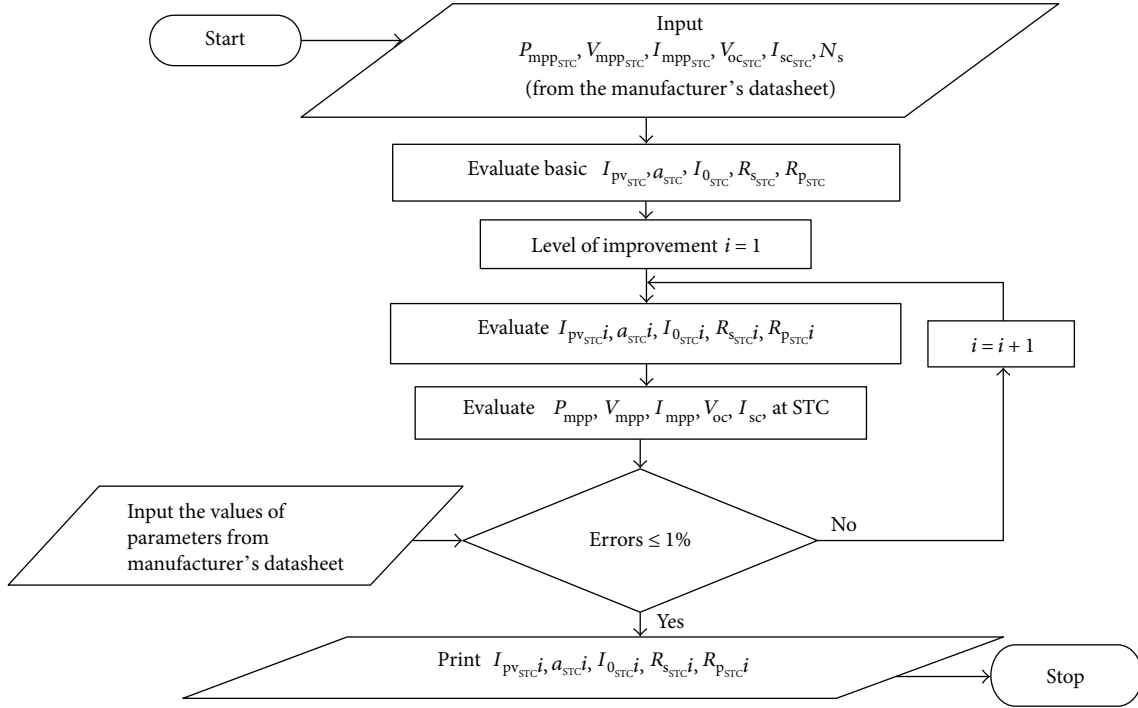 Start
Input
P_mpp_STC, V_mpp_STC, I_mpp_STC, V_oc_STC, I_sc_STC, N_s
(from the manufacturer's datasheet)
Evaluate basic I_pv_STC, a_STC, I_0_STC, R_s_STC, R_p_STC
Level of improvement i = 1
Evaluate I_pv_STC i, a_STC i, I_0_STC i, R_s_STC i, R_p_STC i
i = i + 1
Evaluate P_mpp, V_mpp, I_mpp, V_oc, I_sc, at STC
Input the values of
parameters from
manufacturer's datasheet
Errors ≤ 1%
No
Yes
Print I_pv_STC i, a_STC i, I_0_STC i, R_s_STC i, R_p_STC i
Stop